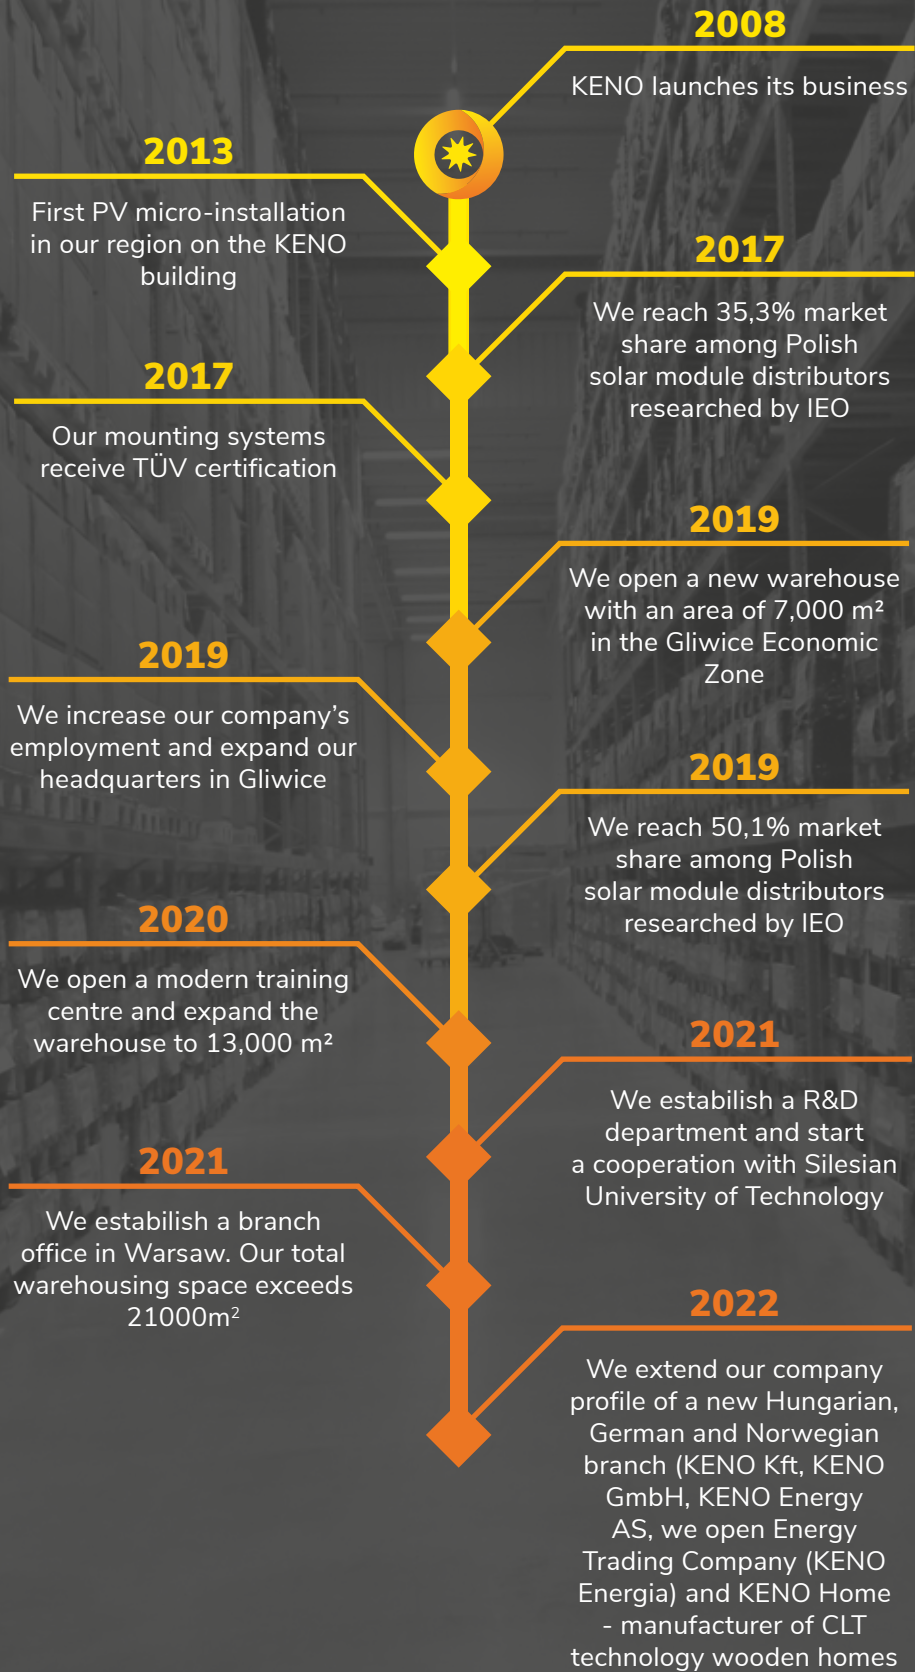 2008
KENO launches its business
2013
First PV micro-installation
in our region on the KENO
building
2017
We reach 35,3% market
share among Polish
solar module distributors
researched by IEO
2017
Our mounting systems
receive TÜV certification
2019
We open a new warehouse
with an area of 7,000 m²
in the Gliwice Economic
Zone
2019
We increase our company’s
employment and expand our
headquarters in Gliwice
2019
We reach 50,1% market
share among Polish
solar module distributors
researched by IEO
2020
We open a modern training
centre and expand the
warehouse to 13,000 m²
2021
We estabilish a R&D
department and start
a cooperation with Silesian
University of Technology
2021
We estabilish a branch
office in Warsaw. Our total
warehousing space exceeds
21000m²
2022
We extend our company
profile of a new Hungarian,
German and Norwegian
branch (KENO Kft, KENO
GmbH, KENO Energy
AS, we open Energy
Trading Company (KENO
Energia) and KENO Home
- manufacturer of CLT
technology wooden homes